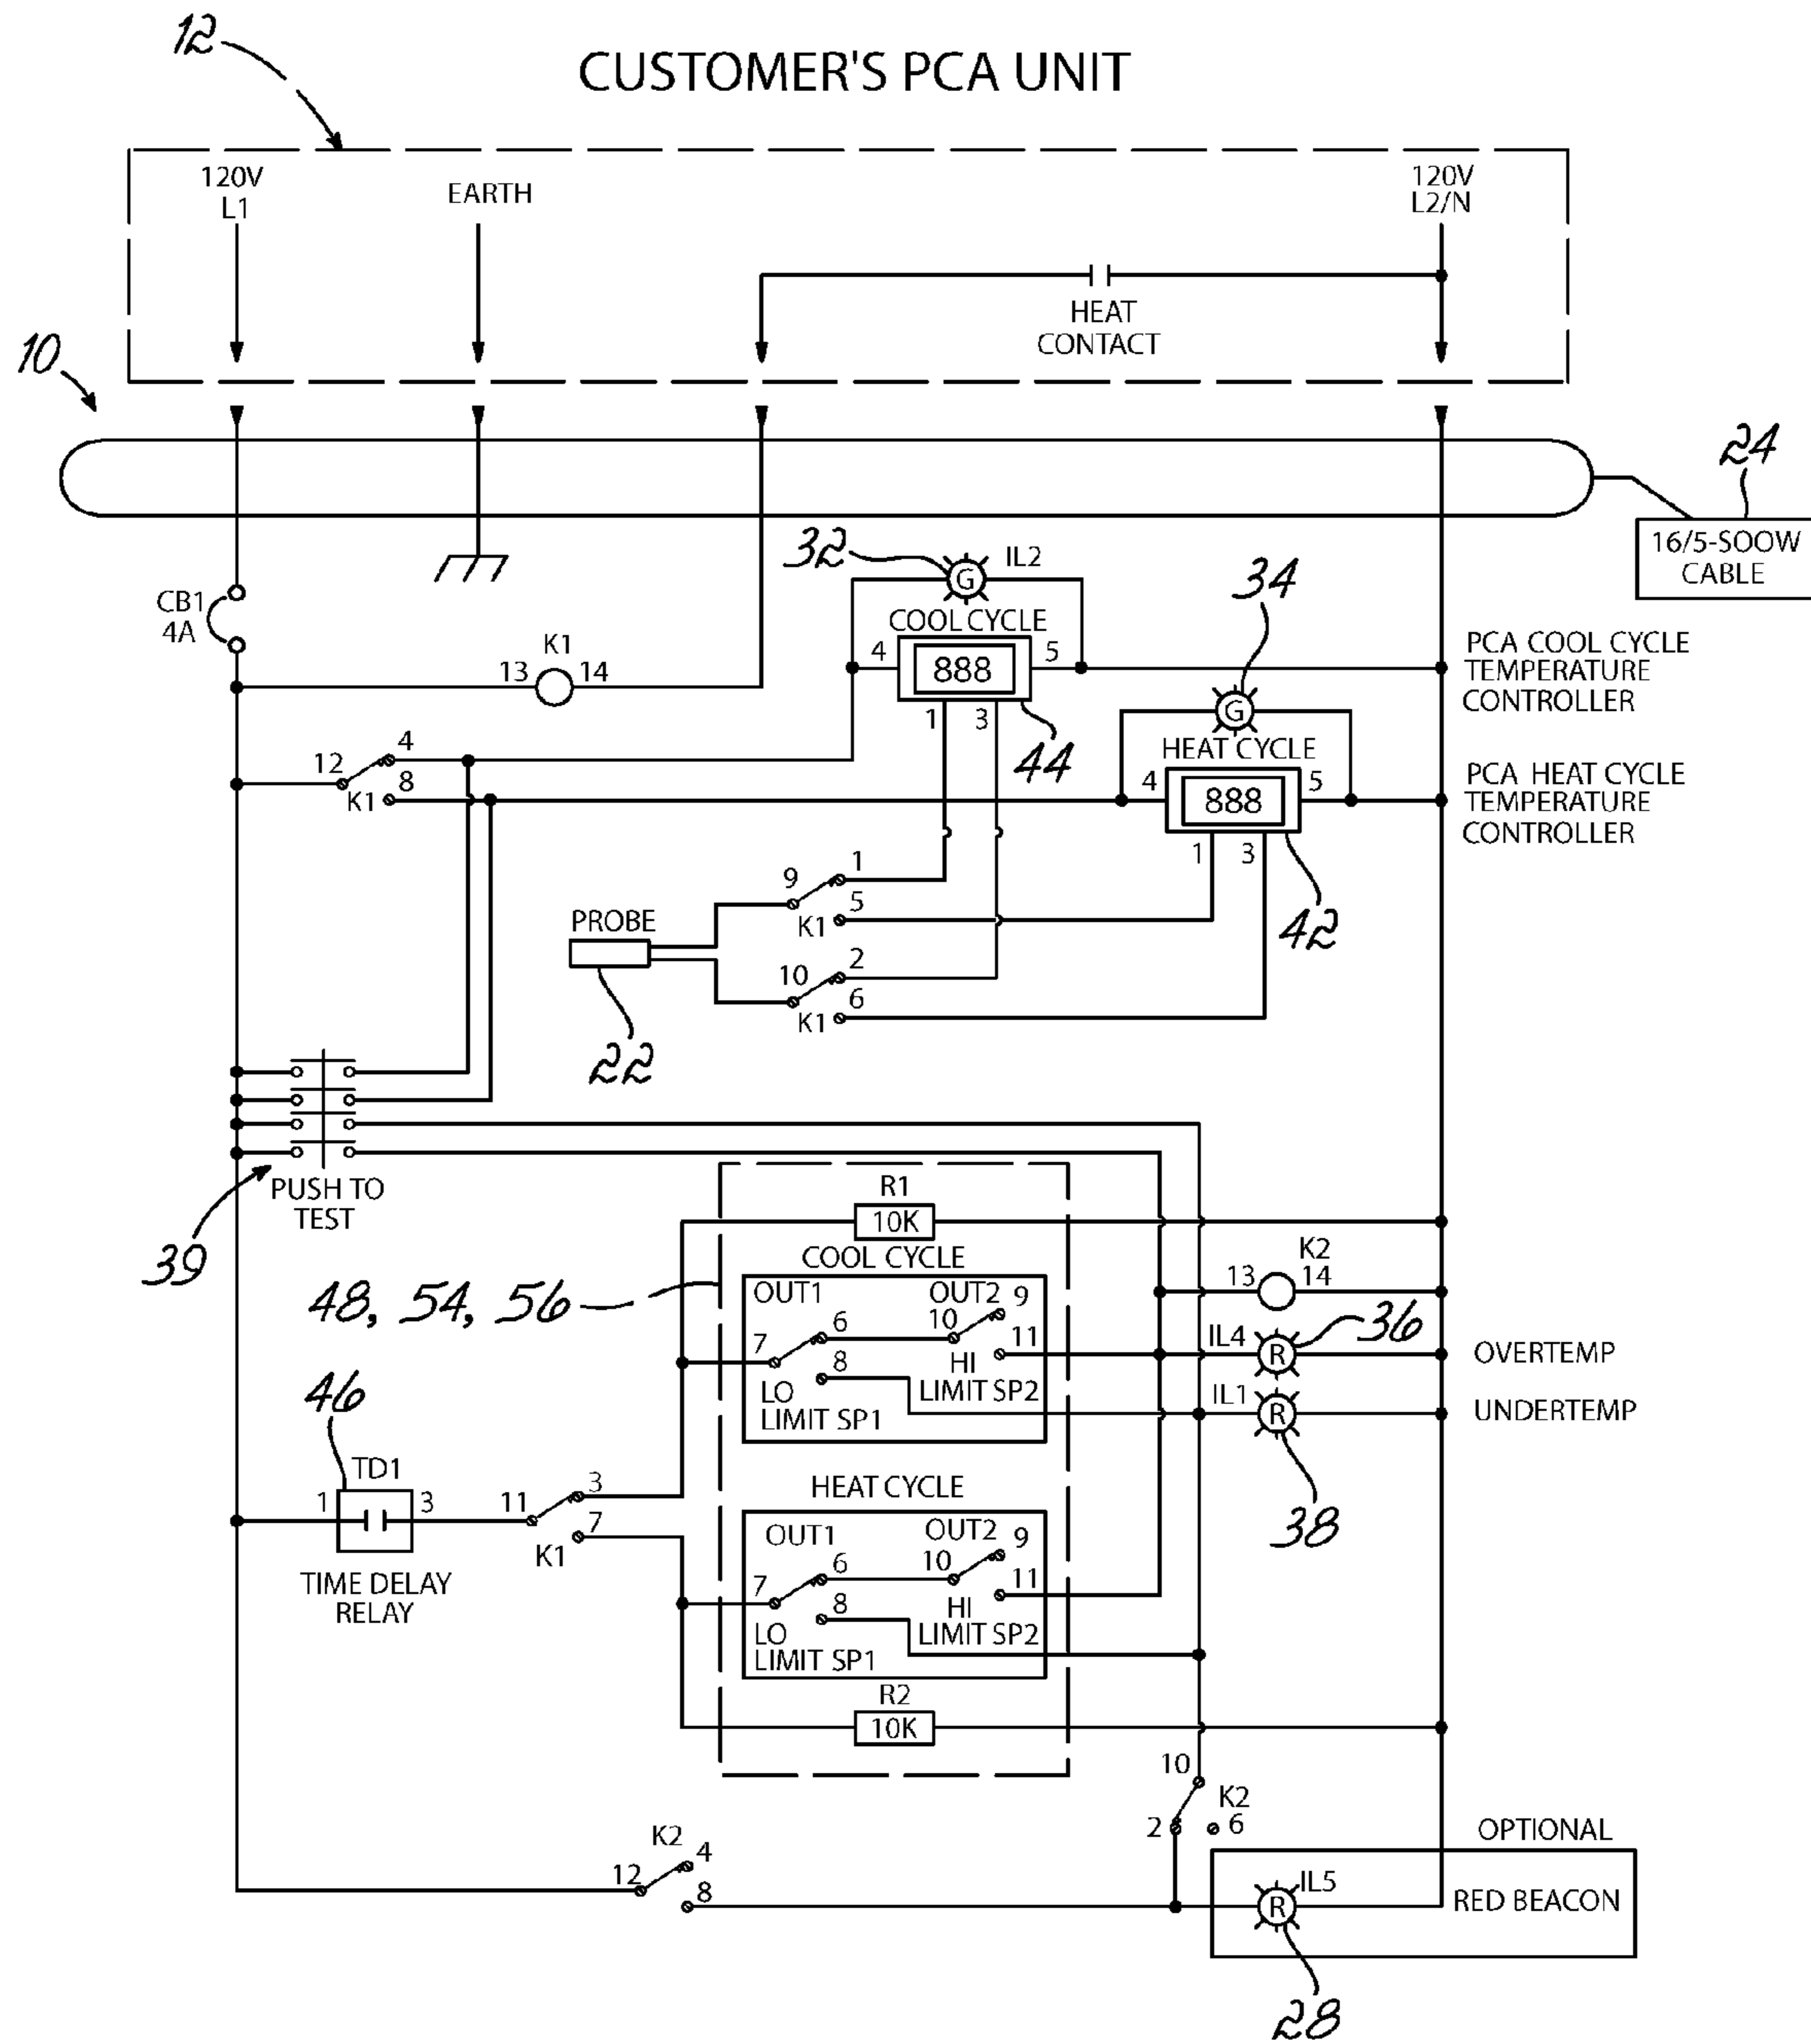 12
CUSTOMER'S PCA UNIT
120V
L1
EARTH
120V
L2/N
HEAT
CONTACT
10
24
16/5-SOOW
CABLE
32
IL2
G
34
CB1
4A
COOL CYCLE
K1
13
14
4
888
5
PCA COOL CYCLE
TEMPERATURE
CONTROLLER
G
1
3
44
HEAT CYCLE
12
4
K1
8
4
888
5
PCA HEAT CYCLE
TEMPERATURE
CONTROLLER
1
3
42
9
1
5
K1
PROBE
10
2
6
K1
22
PUSH TO
TEST
39
R1
10K
COOL CYCLE
K2
13
14
48, 54, 56
OUT1
OUT2
9
6
10
7
8
HI
11
LO
LIMIT SP2
LIMIT SP1
IL4
R
36
OVERTEMP
IL1
R
UNDERTEMP
38
46
TD1
1
3
11
3
7
K1
TIME DELAY
RELAY
HEAT CYCLE
OUT1
OUT2
9
6
10
7
8
HI
11
LO
LIMIT SP2
LIMIT SP1
R2
10K
10
K2
2
6
OPTIONAL
K2
12
4
8
IL5
R
RED BEACON
28